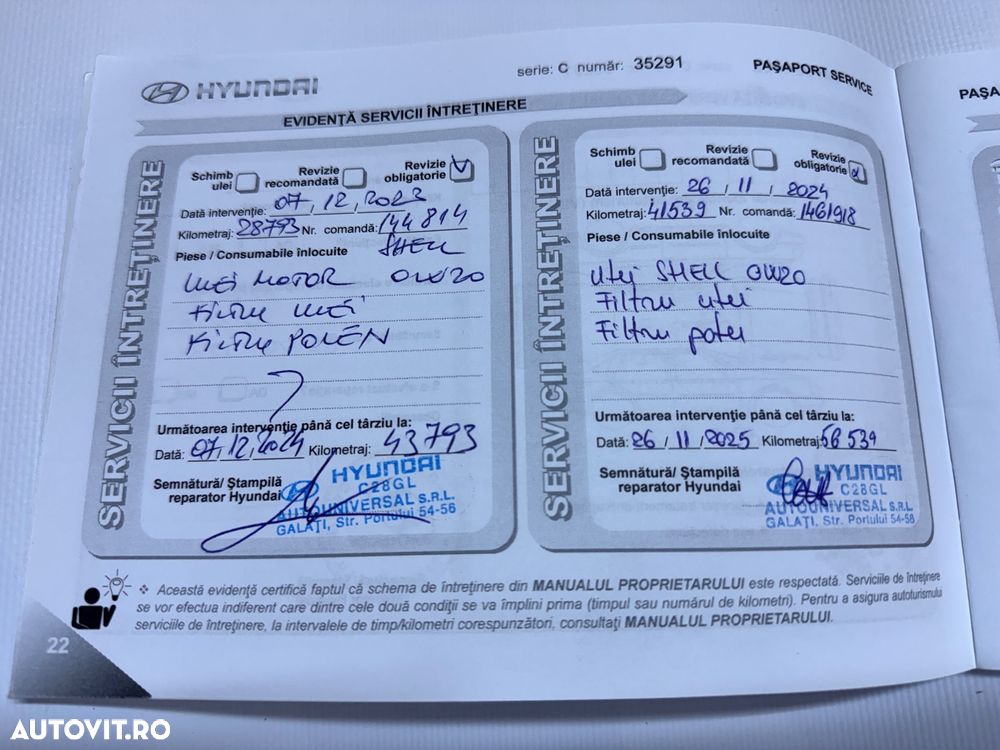 HYUNDAI
serie: C număr: 35291
PAŞAPORT SERVICE
PAŞA
EVIDENŢĂ SERVICII ÎNTREŢINERE
SERVICII ÎNTREŢINERE
Schimb ulei
Revizie recomandată
Revizie obligatorie V
Dată intervenţie: 07, 12, 2023
Kilometraj: 28793 Nr. comandă: 144814
Piese / Consumabile înlocuite SHELL
ULEI MOTOR OW20
FILTRU ULEI
FILTRU POLEN
Următoarea intervenţie până cel târziu la:
Dată: 07, 12, 2024 Kilometraj: 43793
Semnătură/ Ştampilă
reparator Hyundai
HYUNDAI
C28GL
AUTOUNIVERSAL S.R.L.
GALAŢI, Str. Portului 54-56
SERVICII ÎNTREŢINERE
Schimb ulei
Revizie recomandată
Revizie obligatorie
Dată intervenţie: 26 / 11 / 2024
Kilometraj: 41539 Nr. comandă: 1461918
Piese / Consumabile înlocuite
Ulei SHELL OW20
Filtru ulei
Filtru polen
Următoarea intervenţie până cel târziu la:
Dată: 26 / 11 / 2025 Kilometraj: 56539
Semnătură/ Ştampilă
reparator Hyundai
HYUNDAI
C28GL
AUTOUNIVERSAL S.R.L.
GALAŢI, Str. Portului 54-56
❖ Această evidenţă certifică faptul că schema de întreţinere din MANUALUL PROPRIETARULUI este respectată. Serviciile de întreţinere
se vor efectua indiferent care dintre cele două condiţii se va împlini prima (timpul sau numărul de kilometri). Pentru a asigura autoturismului
serviciile de întreţinere, la intervalele de timp/kilometri corespunzători, consultaţi MANUALUL PROPRIETARULUI.
22
AUTOVIT.RO